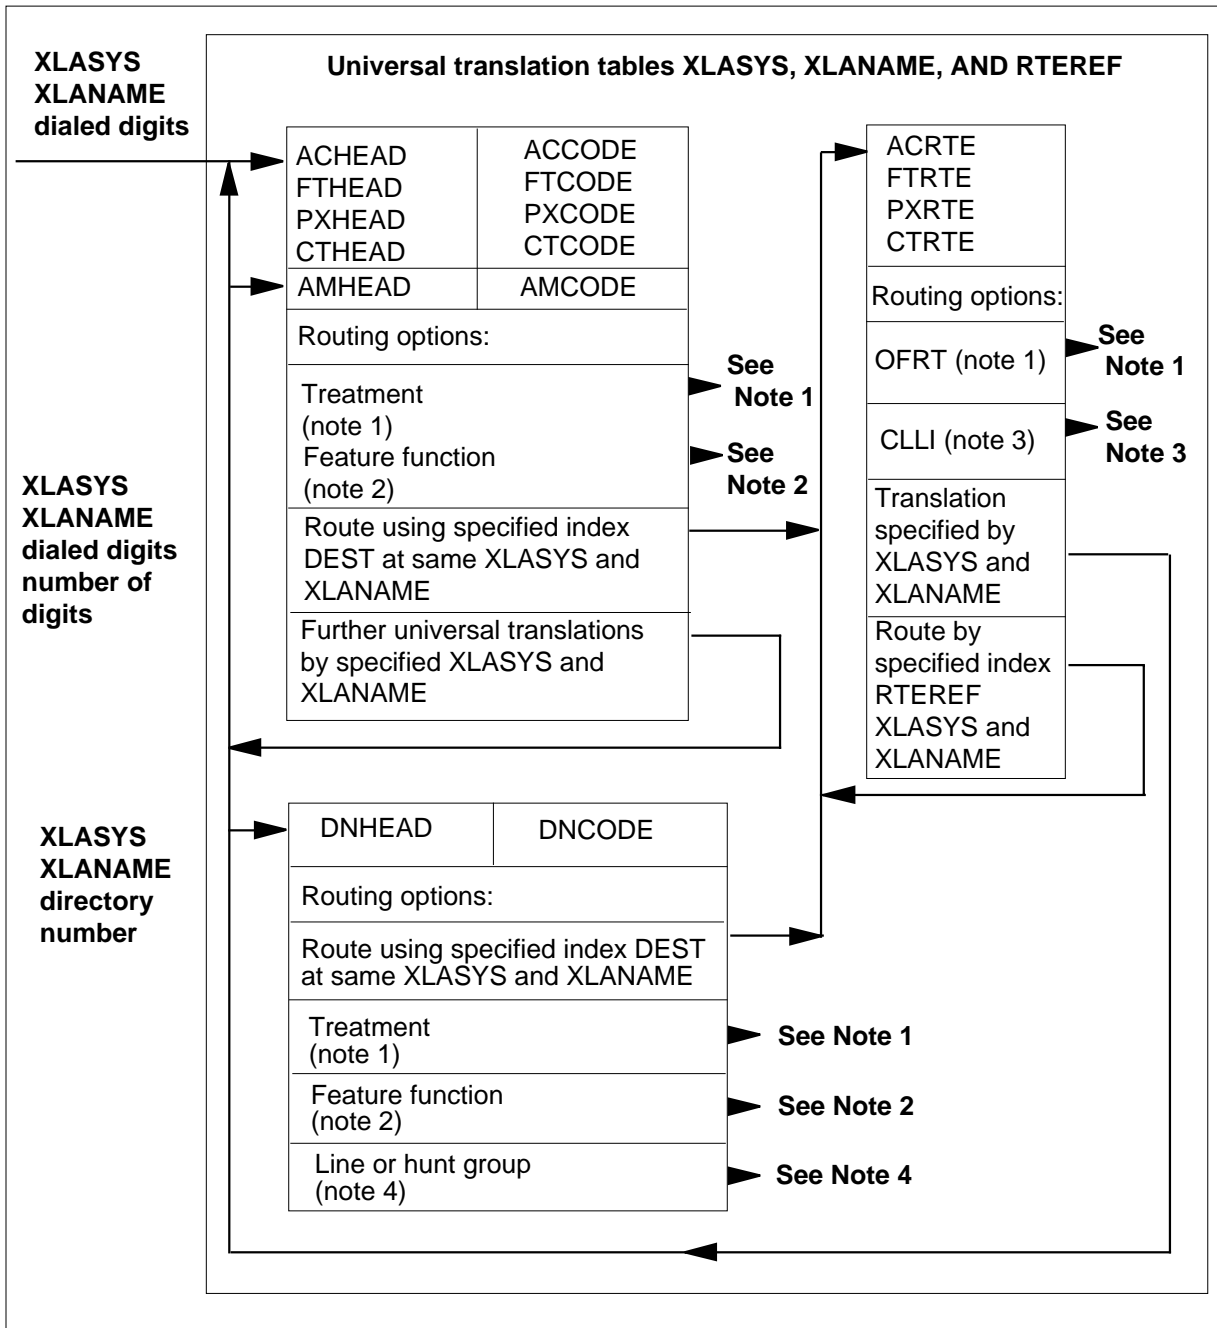 Universal translation tables XLASYS, XLANAME, AND RTEREF
XLASYS
XLANAME
dialed digits
ACHEAD
FTHEAD
PXHEAD
CTHEAD
ACCODE
FTCODE
PXCODE
CTCODE
AMHEAD
AMCODE
Routing options:
Treatment
(note 1)
Feature function
(note 2)
See
Note 1
See
Note 2
Route using specified index
DEST at same XLASYS and
XLANAME
Further universal translations
by specified XLASYS and
XLANAME
ACRTE
FTRTE
PXRTE
CTRTE
Routing options:
OFRT (note 1)
See
Note 1
CLLI (note 3)
See
Note 3
Translation
specified by
XLASYS and
XLANAME
Route by
specified index
RTEREF
XLASYS and
XLANAME
XLASYS
XLANAME
dialed digits
number of
digits
XLASYS
XLANAME
directory
number
DNHEAD
DNCODE
Routing options:
Route using specified index DEST
at same XLASYS and XLANAME
Treatment
(note 1)
See Note 1
Feature function
(note 2)
See Note 2
Line or hunt group
(note 4)
See Note 4